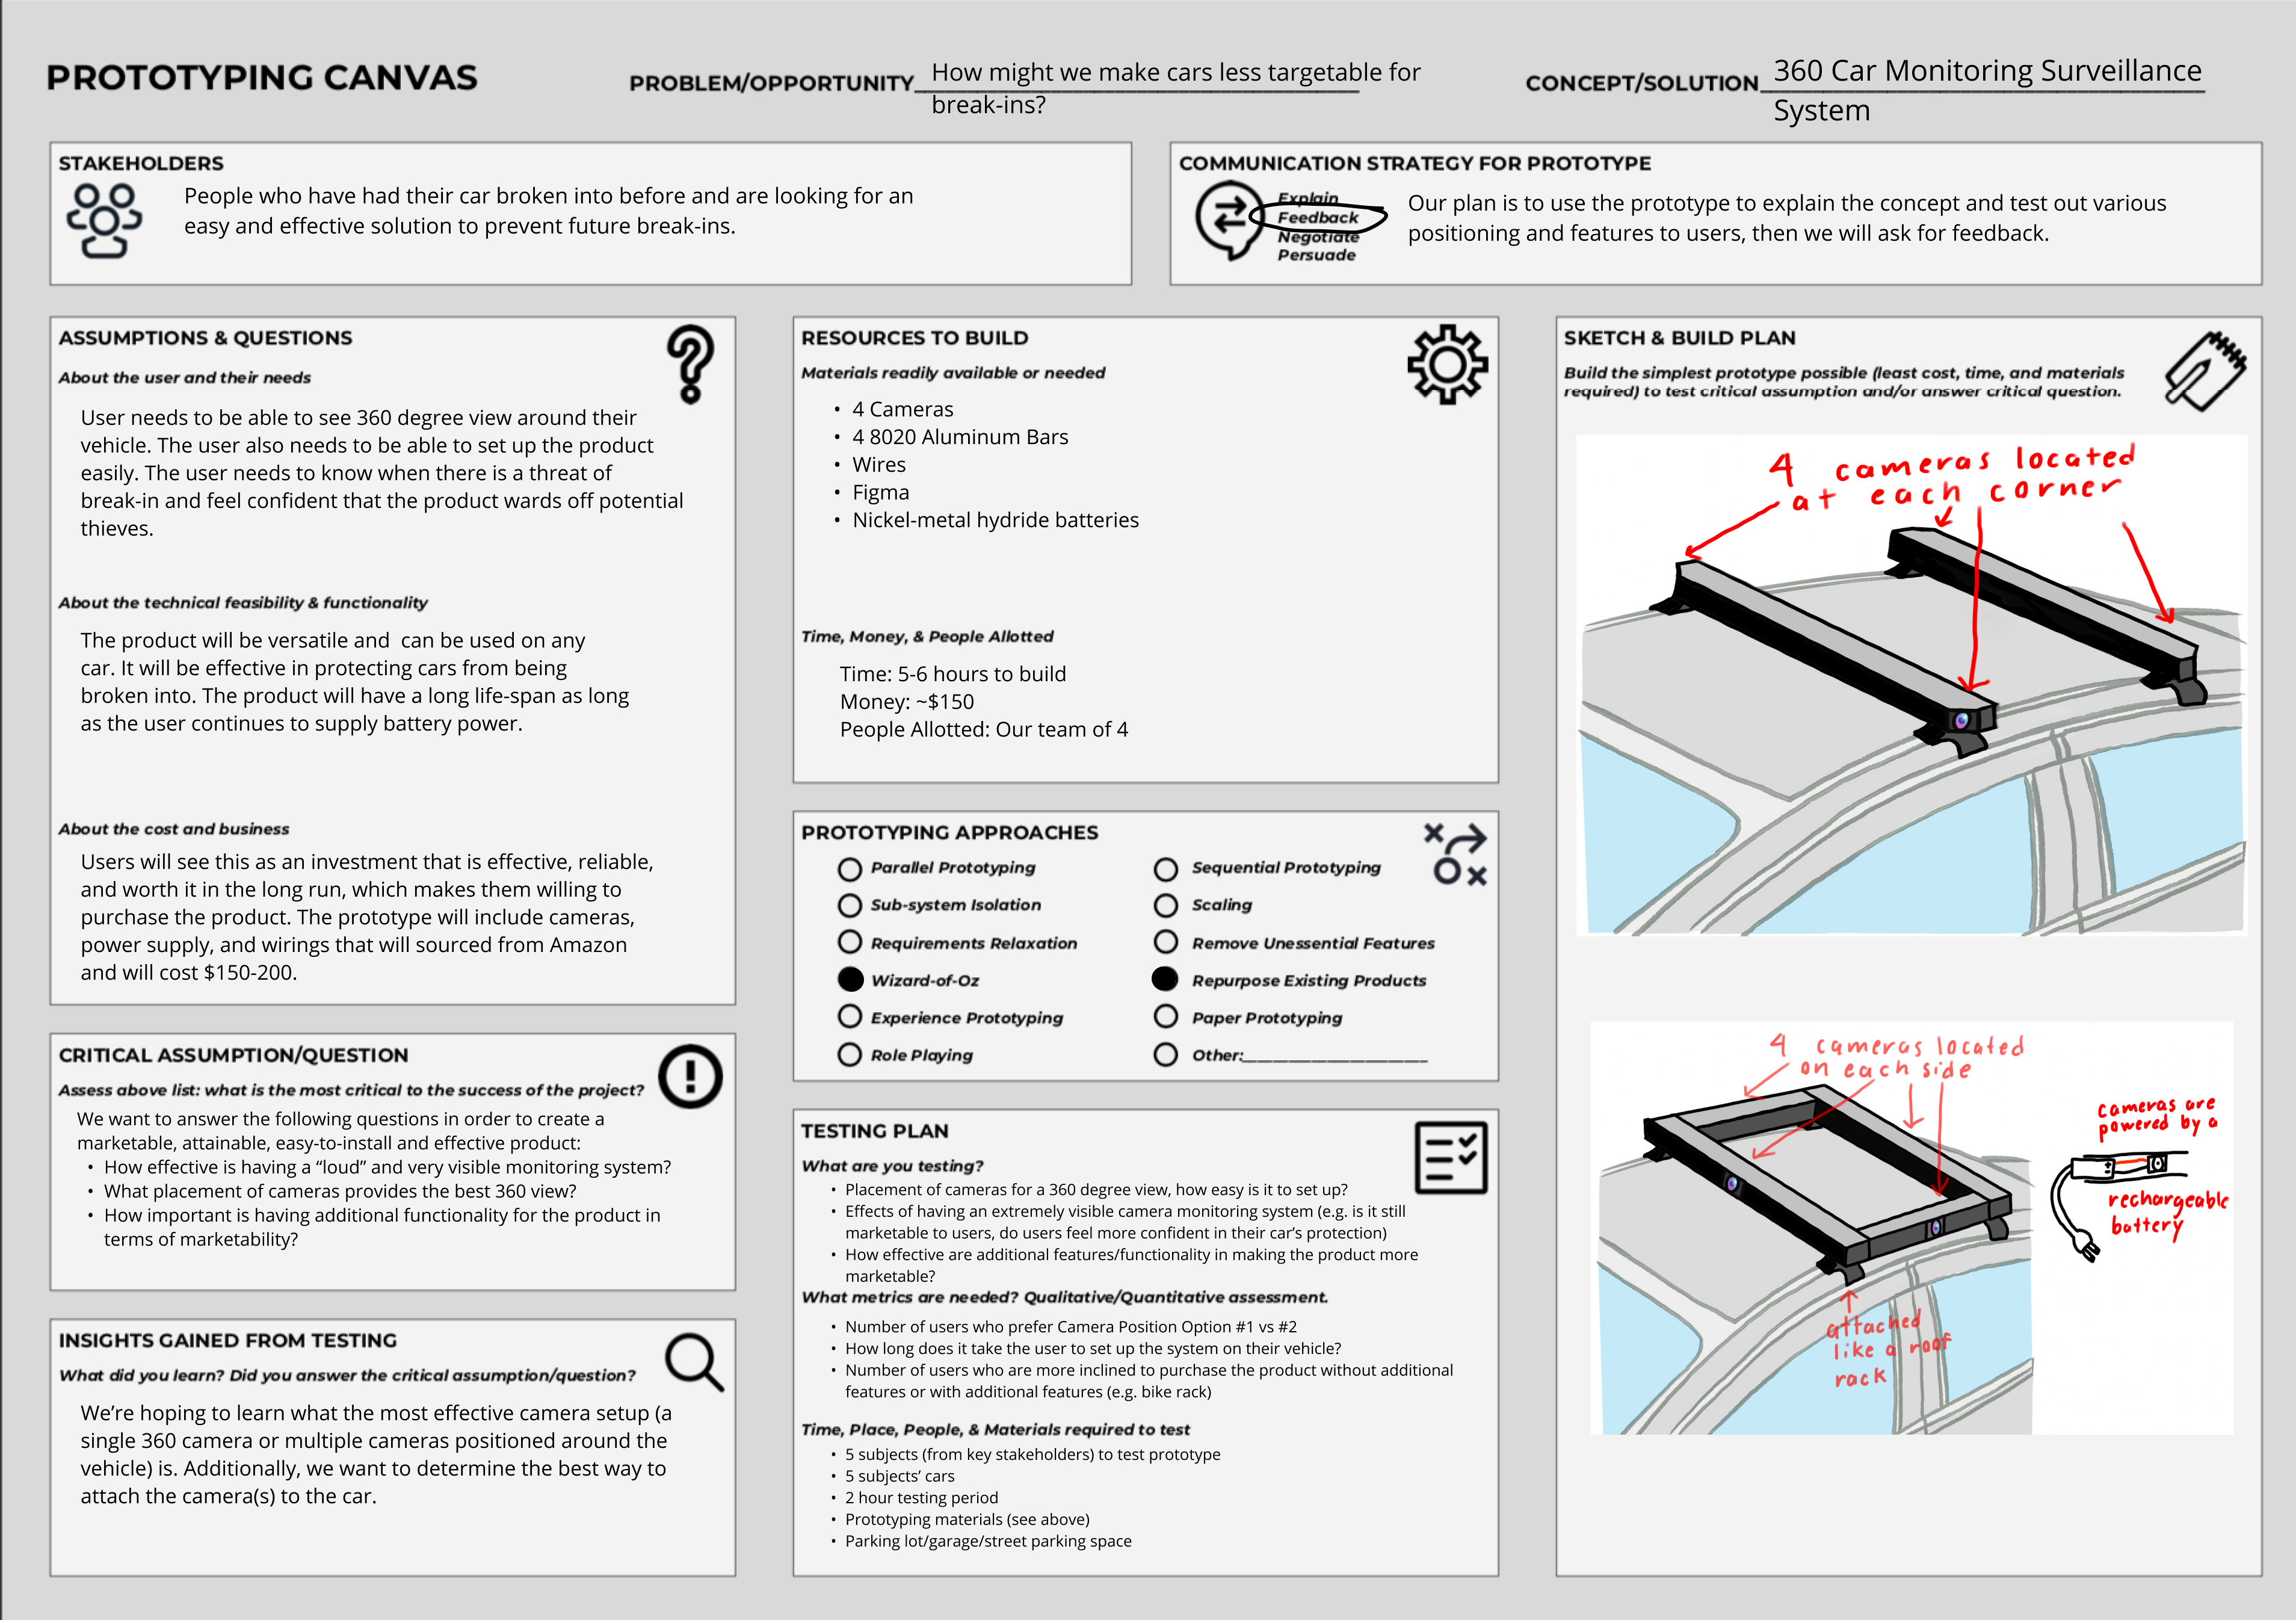 PROTOTYPING CANVAS
PROBLEM/OPPORTUNITY
How might we make cars less targetable for
break-ins?
CONCEPT/SOLUTION
360 Car Monitoring Surveillance
System
STAKEHOLDERS
People who have had their car broken into before and are looking for an
easy and effective solution to prevent future break-ins.
COMMUNICATION STRATEGY FOR PROTOTYPE
Explain
Feedback
Negotiate
Persuade
Our plan is to use the prototype to explain the concept and test out various
positioning and features to users, then we will ask for feedback.
ASSUMPTIONS & QUESTIONS
About the user and their needs
User needs to be able to see 360 degree view around their
vehicle. The user also needs to be able to set up the product
easily. The user needs to know when there is a threat of
break-in and feel confident that the product wards off potential
thieves.
About the technical feasibility & functionality
The product will be versatile and  can be used on any
car. It will be effective in protecting cars from being
broken into. The product will have a long life-span as long
as the user continues to supply battery power.
About the cost and business
Users will see this as an investment that is effective, reliable,
and worth it in the long run, which makes them willing to
purchase the product. The prototype will include cameras,
power supply, and wirings that will sourced from Amazon
and will cost $150-200.
CRITICAL ASSUMPTION/QUESTION
Assess above list: what is the most critical to the success of the project?
We want to answer the following questions in order to create a
marketable, attainable, easy-to-install and effective product:
• How effective is having a “loud” and very visible monitoring system?
• What placement of cameras provides the best 360 view?
• How important is having additional functionality for the product in
terms of marketability?
INSIGHTS GAINED FROM TESTING
What did you learn? Did you answer the critical assumption/question?
We’re hoping to learn what the most effective camera setup (a
single 360 camera or multiple cameras positioned around the
vehicle) is. Additionally, we want to determine the best way to
attach the camera(s) to the car.
RESOURCES TO BUILD
Materials readily available or needed
• 4 Cameras
• 4 8020 Aluminum Bars
• Wires
• Figma
• Nickel-metal hydride batteries
Time, Money, & People Allotted
Time: 5-6 hours to build
Money: ~$150
People Allotted: Our team of 4
PROTOTYPING APPROACHES
Parallel Prototyping
Sub-system Isolation
Requirements Relaxation
Wizard-of-Oz
Experience Prototyping
Role Playing
Sequential Prototyping
Scaling
Remove Unessential Features
Repurpose Existing Products
Paper Prototyping
Other:
TESTING PLAN
What are you testing?
• Placement of cameras for a 360 degree view, how easy is it to set up?
• Effects of having an extremely visible camera monitoring system (e.g. is it still
marketable to users, do users feel more confident in their car’s protection)
• How effective are additional features/functionality in making the product more
marketable?
What metrics are needed? Qualitative/Quantitative assessment.
• Number of users who prefer Camera Position Option #1 vs #2
• How long does it take the user to set up the system on their vehicle?
• Number of users who are more inclined to purchase the product without additional
features or with additional features (e.g. bike rack)
Time, Place, People, & Materials required to test
• 5 subjects (from key stakeholders) to test prototype
• 5 subjects’ cars
• 2 hour testing period
• Prototyping materials (see above)
• Parking lot/garage/street parking space
SKETCH & BUILD PLAN
Build the simplest prototype possible (least cost, time, and materials
required) to test critical assumption and/or answer critical question.
4 cameras located
at each corner
4 cameras located
on each side
cameras are
powered by a
rechargeable
battery
attached
like a roof
rack